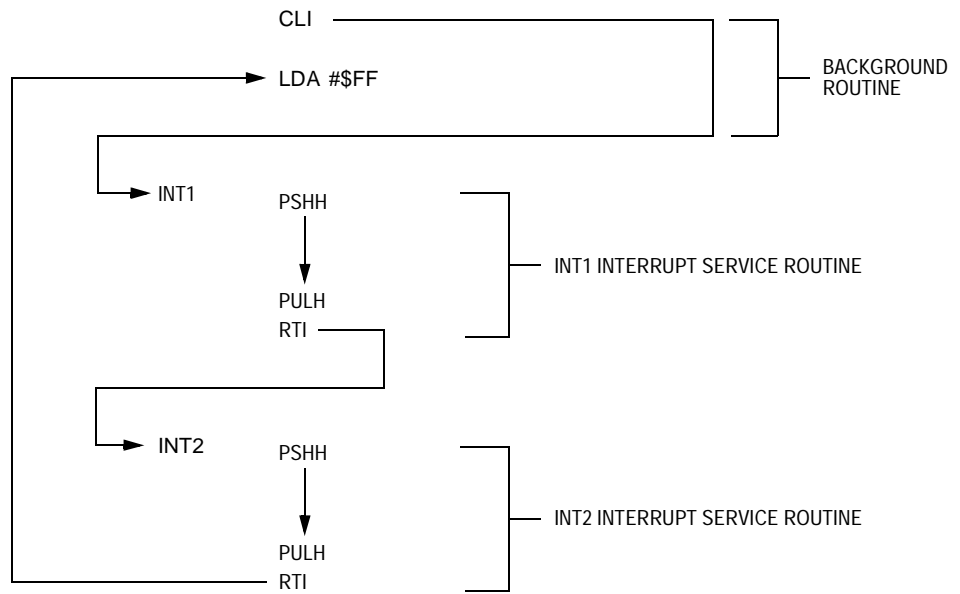 CLI
LDA #$FF
BACKGROUND
ROUTINE
INT1
PSHH
INT1 INTERRUPT SERVICE ROUTINE
PULH
RTI
INT2
PSHH
INT2 INTERRUPT SERVICE ROUTINE
PULH
RTI